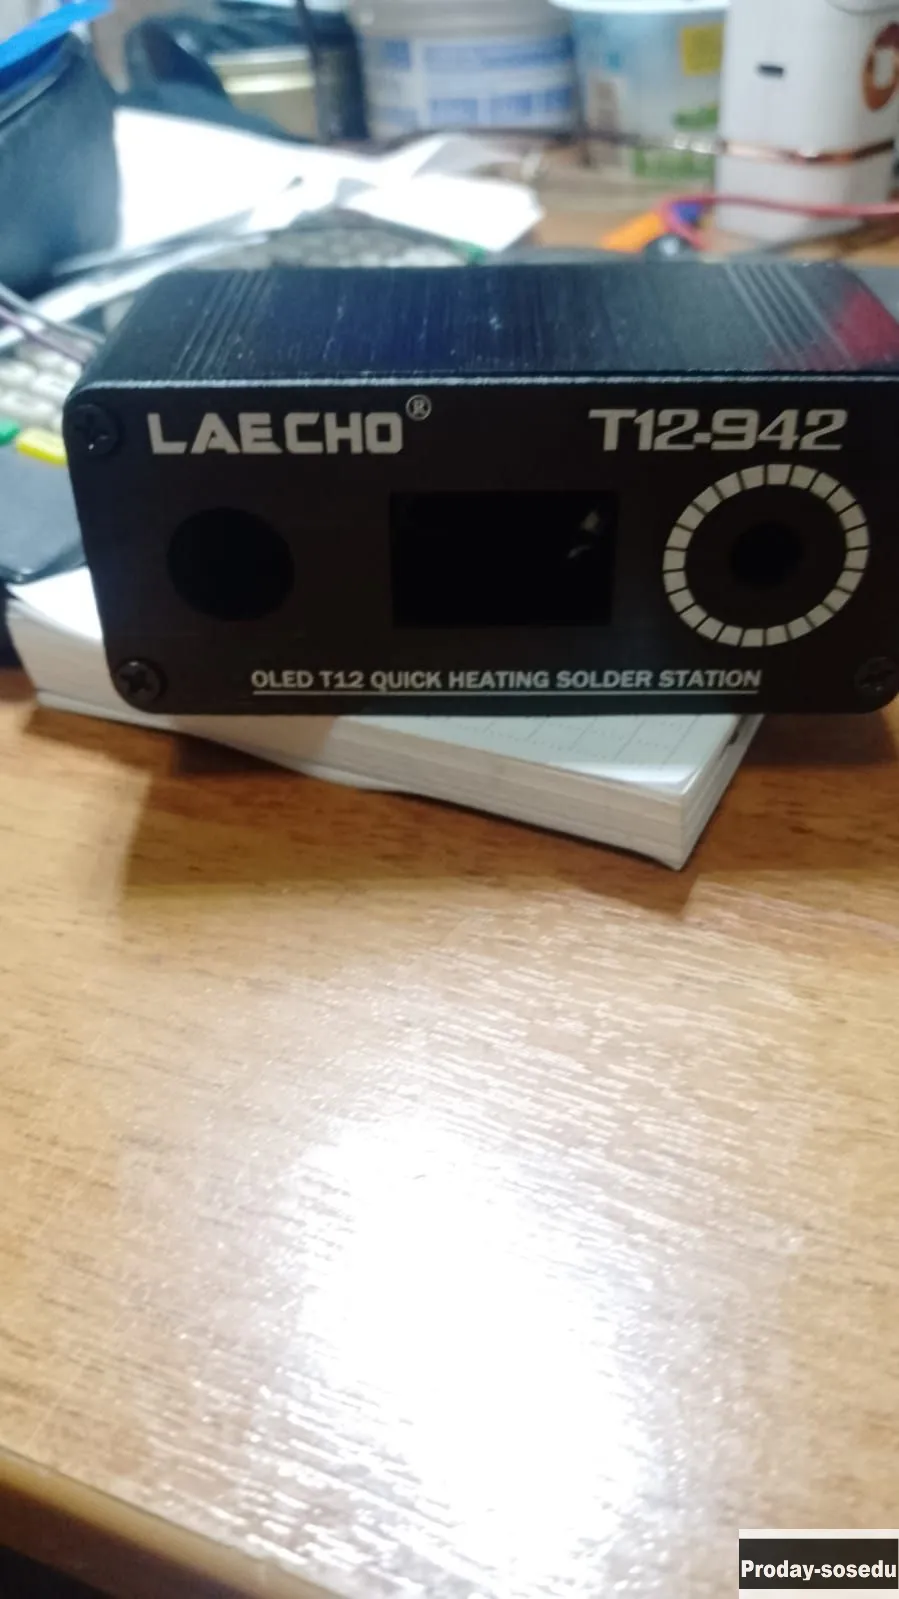 LAECHO®
T12-942
OLED T12 QUICK HEATING SOLDER STATION
Proday-sosedu